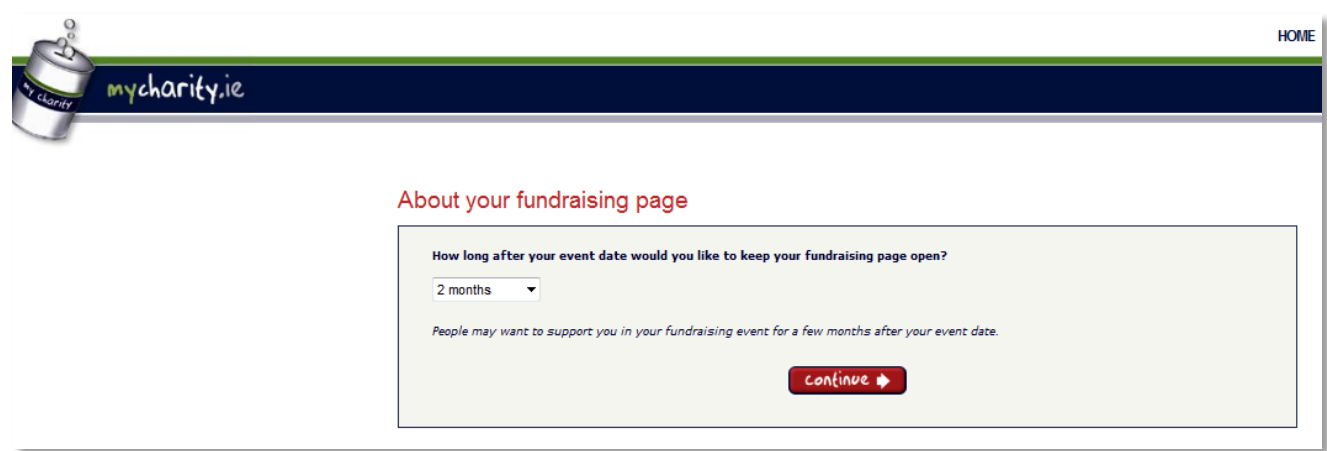 HOME
my charity
mycharity.ie
About your fundraising page
How long after your event date would you like to keep your fundraising page open?
2 months
People may want to support you in your fundraising event for a few months after your event date.
continue